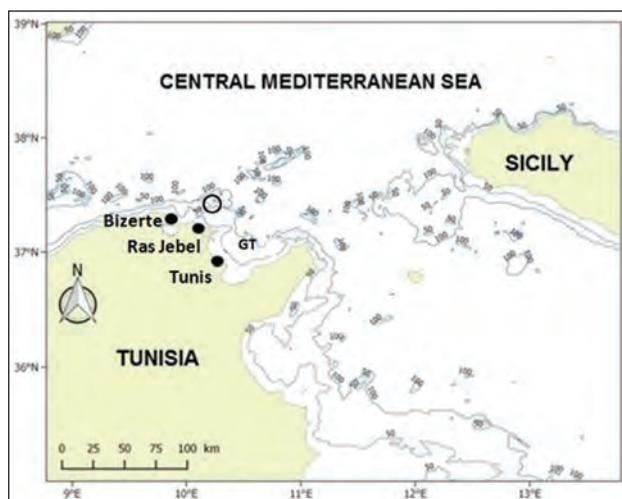 39°N
CENTRAL MEDITERRANEAN SEA
38°N
SICILY
Bizerte
Ras Jebel
GT
37°N
Tunis
N
TUNISIA
36°N
0 25 50 75 100 km
9°E 10°E 11°E 12°E 13°E